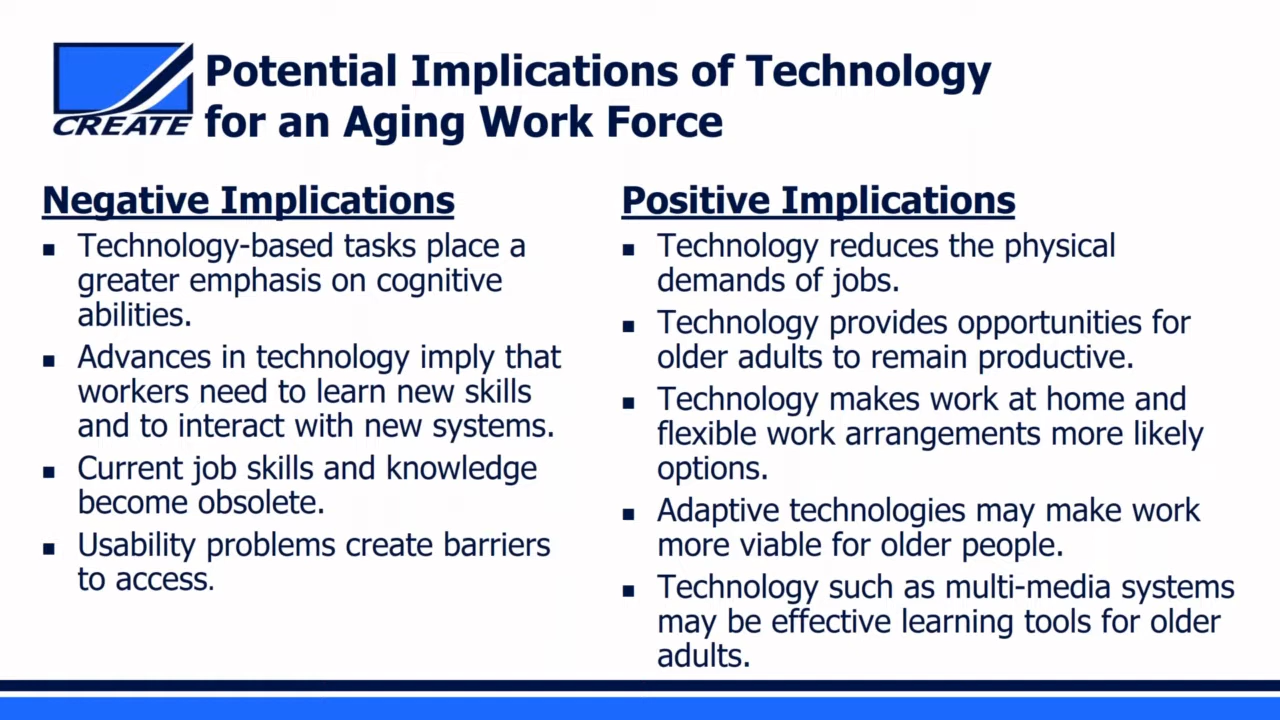 CREATE
Potential Implications of Technology
for an Aging Work Force
Negative Implications
▪ Technology-based tasks place a
greater emphasis on cognitive
abilities.
▪ Advances in technology imply that
workers need to learn new skills
and to interact with new systems.
▪ Current job skills and knowledge
become obsolete.
▪ Usability problems create barriers
to access.
Positive Implications
▪ Technology reduces the physical
demands of jobs.
▪ Technology provides opportunities for
older adults to remain productive.
▪ Technology makes work at home and
flexible work arrangements more likely
options.
▪ Adaptive technologies may make work
more viable for older people.
▪ Technology such as multi-media systems
may be effective learning tools for older
adults.